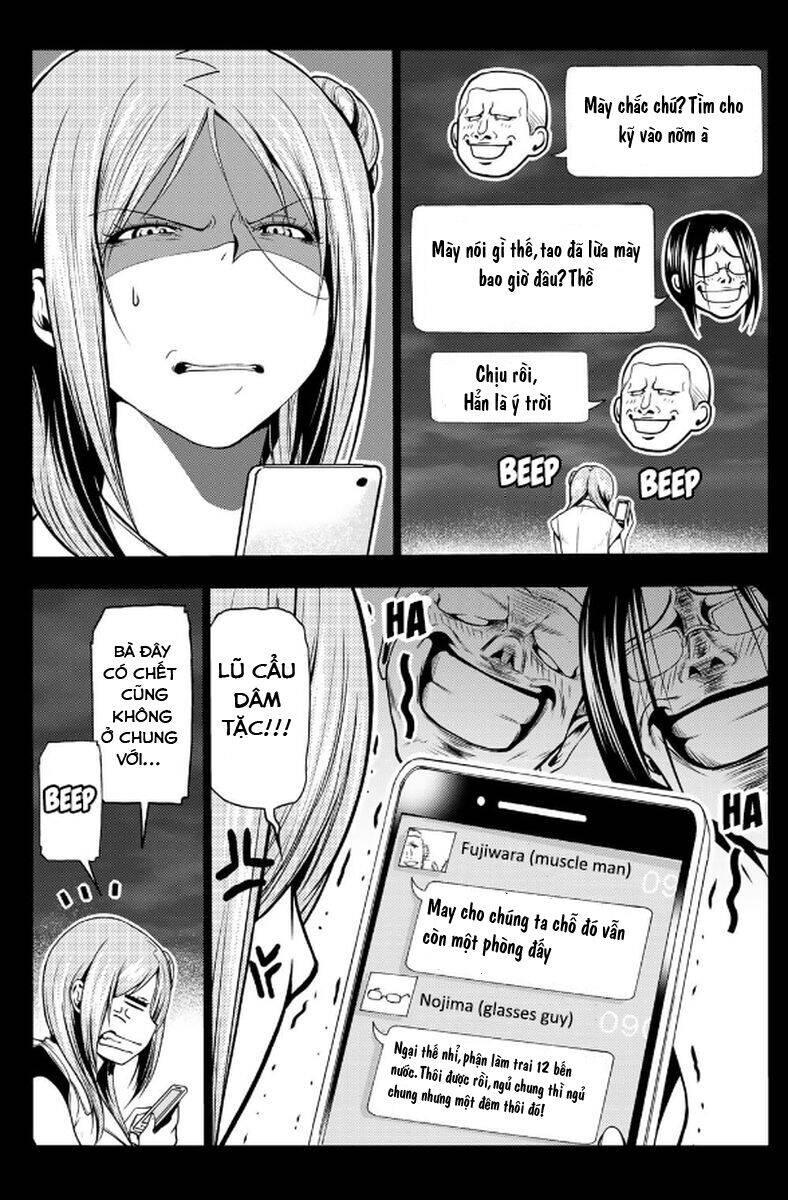 Mày chắc chứ?Tìm cho
kỹ vào nỡm à
Mày nói gì thế,tao đã lừa mày
bao giờ đâu?Thề
Chịu rồi,
Hẳn là ý trời
BEEP
BEEP
HA
LŨ CẨU
DÂM
TẶC!!!
BÀ ĐÂY
CÓ CHẾT
CŨNG
KHÔNG
Ở CHUNG
VỚI...
BEEP
HA
Fujiwara (muscle man)
09
May cho chúng ta chỗ đó vẫn
còn một phòng đấy
Nojima (glasses guy)
090
Ngại thế nhỉ,phận làm trai 12 bến
nước.Thôi được rồi,ngủ chung thì ngủ
chung nhưng một đêm thôi đó!